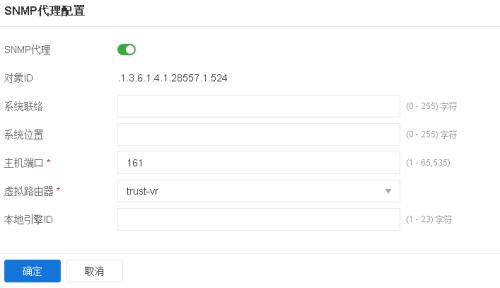 SNMP代理配置
SNMP代理
对象ID .1.3.6.1.4.1.28557.1.524
系统联络 (0 - 255) 字符
系统位置 (0 - 255) 字符
主机端口 * 161 (1 - 65,535)
虚拟路由器 * trust-vr
本地引擎ID (1 - 23) 字符
确定 取消